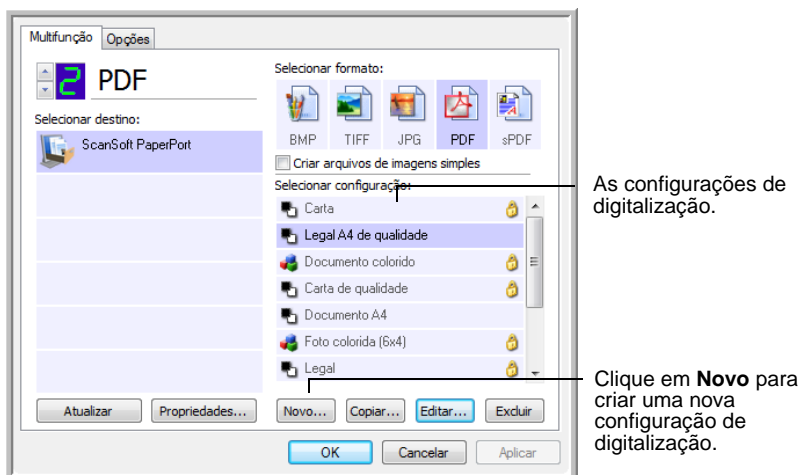 Multifunção
Opções
2 PDF
Selecionar destino:
ScanSoft PaperPort
Selecionar formato:
BMP TIFF JPG PDF sPDF
Criar arquivos de imagens simples
Selecionar configuração:
Carta
Legal A4 de qualidade
Documento colorido
Carta de qualidade
Documento A4
Foto colorida (6x4)
Legal
Atualizar Propriedades... Novo... Copiar... Editar... Excluir
OK Cancelar Aplicar
As configurações de
digitalização.
Clique em Novo para
criar uma nova
configuração de
digitalização.